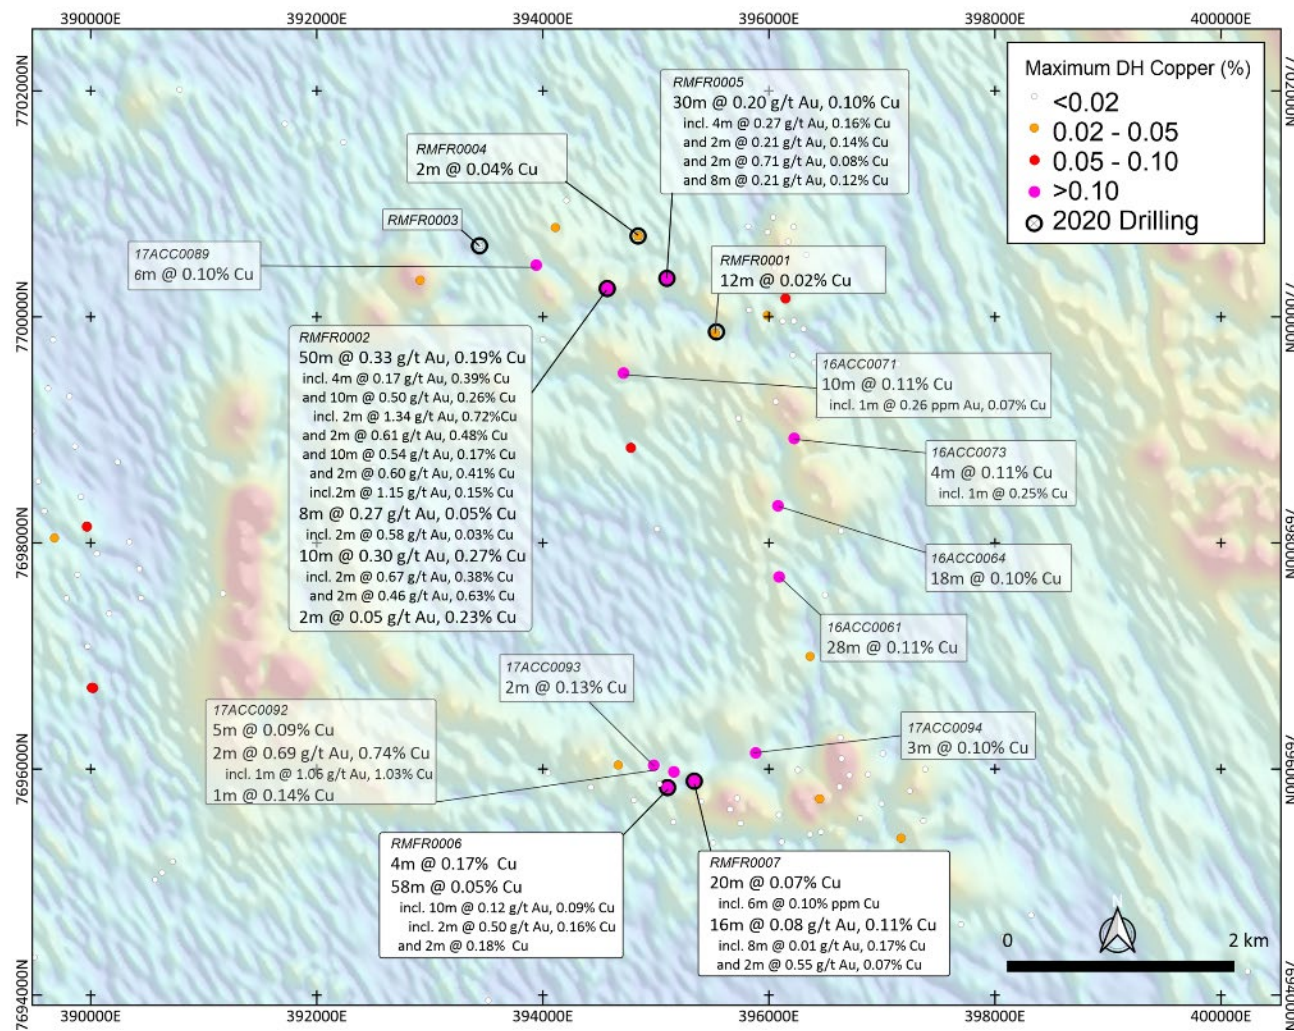 390000E
392000E
394000E
396000E
398000E
400000E
7702000N
7700000N
7698000N
7696000N
7694000N
7702000N
7700000N
7698000N
7696000N
7694000N
Maximum DH Copper (%)
<0.02
0.02 - 0.05
0.05 - 0.10
>0.10
2020 Drilling
RMFR0005
30m @ 0.20 g/t Au, 0.10% Cu
incl. 4m @ 0.27 g/t Au, 0.16% Cu
and 2m @ 0.21 g/t Au, 0.14% Cu
and 2m @ 0.71 g/t Au, 0.08% Cu
and 8m @ 0.21 g/t Au, 0.12% Cu
RMFR0004
2m @ 0.04% Cu
RMFR0003
17ACC0089
6m @ 0.10% Cu
RMFR0001
12m @ 0.02% Cu
RMFR0002
50m @ 0.33 g/t Au, 0.19% Cu
incl. 4m @ 0.17 g/t Au, 0.39% Cu
and 10m @ 0.50 g/t Au, 0.26% Cu
incl. 2m @ 1.34 g/t Au, 0.72%Cu
and 2m @ 0.61 g/t Au, 0.48% Cu
and 10m @ 0.54 g/t Au, 0.17% Cu
and 2m @ 0.60 g/t Au, 0.41% Cu
incl.2m @ 1.15 g/t Au, 0.15% Cu
8m @ 0.27 g/t Au, 0.05% Cu
incl. 2m @ 0.58 g/t Au, 0.03% Cu
10m @ 0.30 g/t Au, 0.27% Cu
incl. 2m @ 0.67 g/t Au, 0.38% Cu
and 2m @ 0.46 g/t Au, 0.63% Cu
2m @ 0.05 g/t Au, 0.23% Cu
16ACC0071
10m @ 0.11% Cu
incl. 1m @ 0.26 ppm Au, 0.07% Cu
16ACC0073
4m @ 0.11% Cu
incl. 1m @ 0.25% Cu
16ACC0064
18m @ 0.10% Cu
16ACC0061
28m @ 0.11% Cu
17ACC0093
2m @ 0.13% Cu
17ACC0092
5m @ 0.09% Cu
2m @ 0.69 g/t Au, 0.74% Cu
incl. 1m @ 1.06 g/t Au, 1.03% Cu
1m @ 0.14% Cu
17ACC0094
3m @ 0.10% Cu
RMFR0006
4m @ 0.17% Cu
58m @ 0.05% Cu
incl. 10m @ 0.12 g/t Au, 0.09% Cu
incl. 2m @ 0.50 g/t Au, 0.16% Cu
and 2m @ 0.18% Cu
RMFR0007
20m @ 0.07% Cu
incl. 6m @ 0.10% ppm Cu
16m @ 0.08 g/t Au, 0.11% Cu
incl. 8m @ 0.01 g/t Au, 0.17% Cu
and 2m @ 0.55 g/t Au, 0.07% Cu
0
2 km
390000E
392000E
394000E
396000E
398000E
400000E